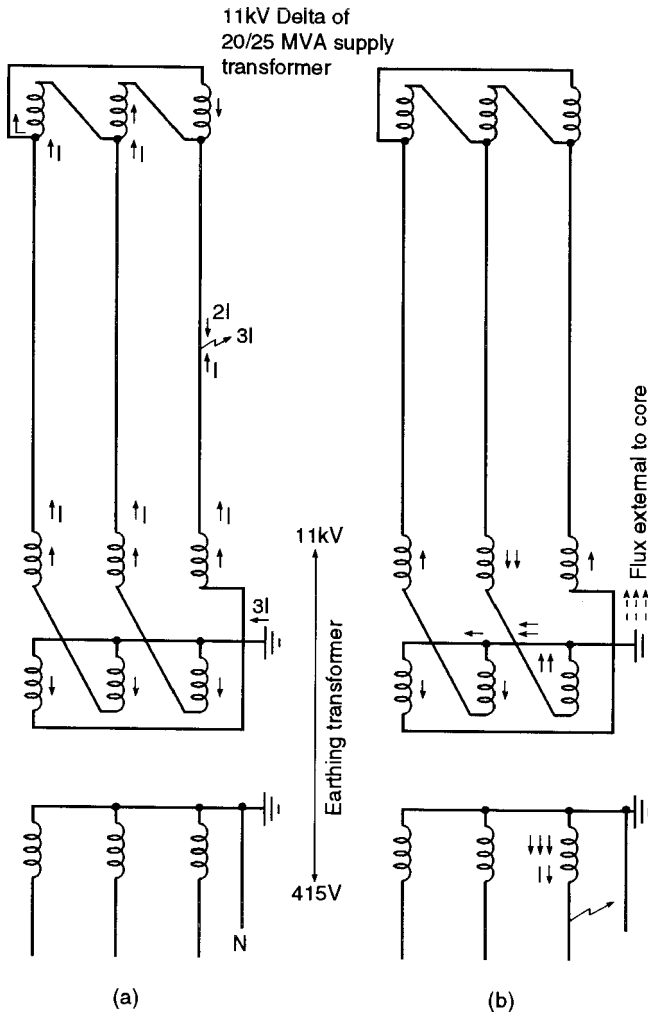 11kV Delta of
20/25 MVA supply
transformer
I
I
2I
3I
I
I
I
I
11kV
3I
Earthing transformer
415V
N
(a)
Flux external to core
I
(b)